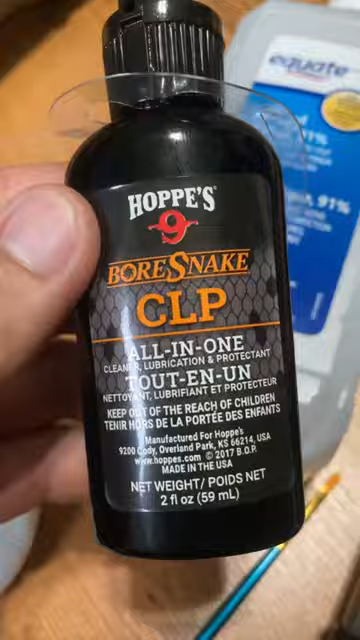 HOPPE'S
9
BORESNAKE
CLP
ALL-IN-ONE
CLEANER, LUBRICATION & PROTECTANT
TOUT-EN-UN
NETTOYANT, LUBRIFIANT ET PROTECTEUR
KEEP OUT OF THE REACH OF CHILDREN
TENIR HORS DE LA PORTÉE DES ENFANTS
Manufactured For Hoppe's
9200 Cody, Overland Park, KS 66214, USA
www.hoppes.com © 2017 B.O.P.
MADE IN THE USA
NET WEIGHT/ POIDS NET
2 fl oz (59 mL)
equate
91%
91%